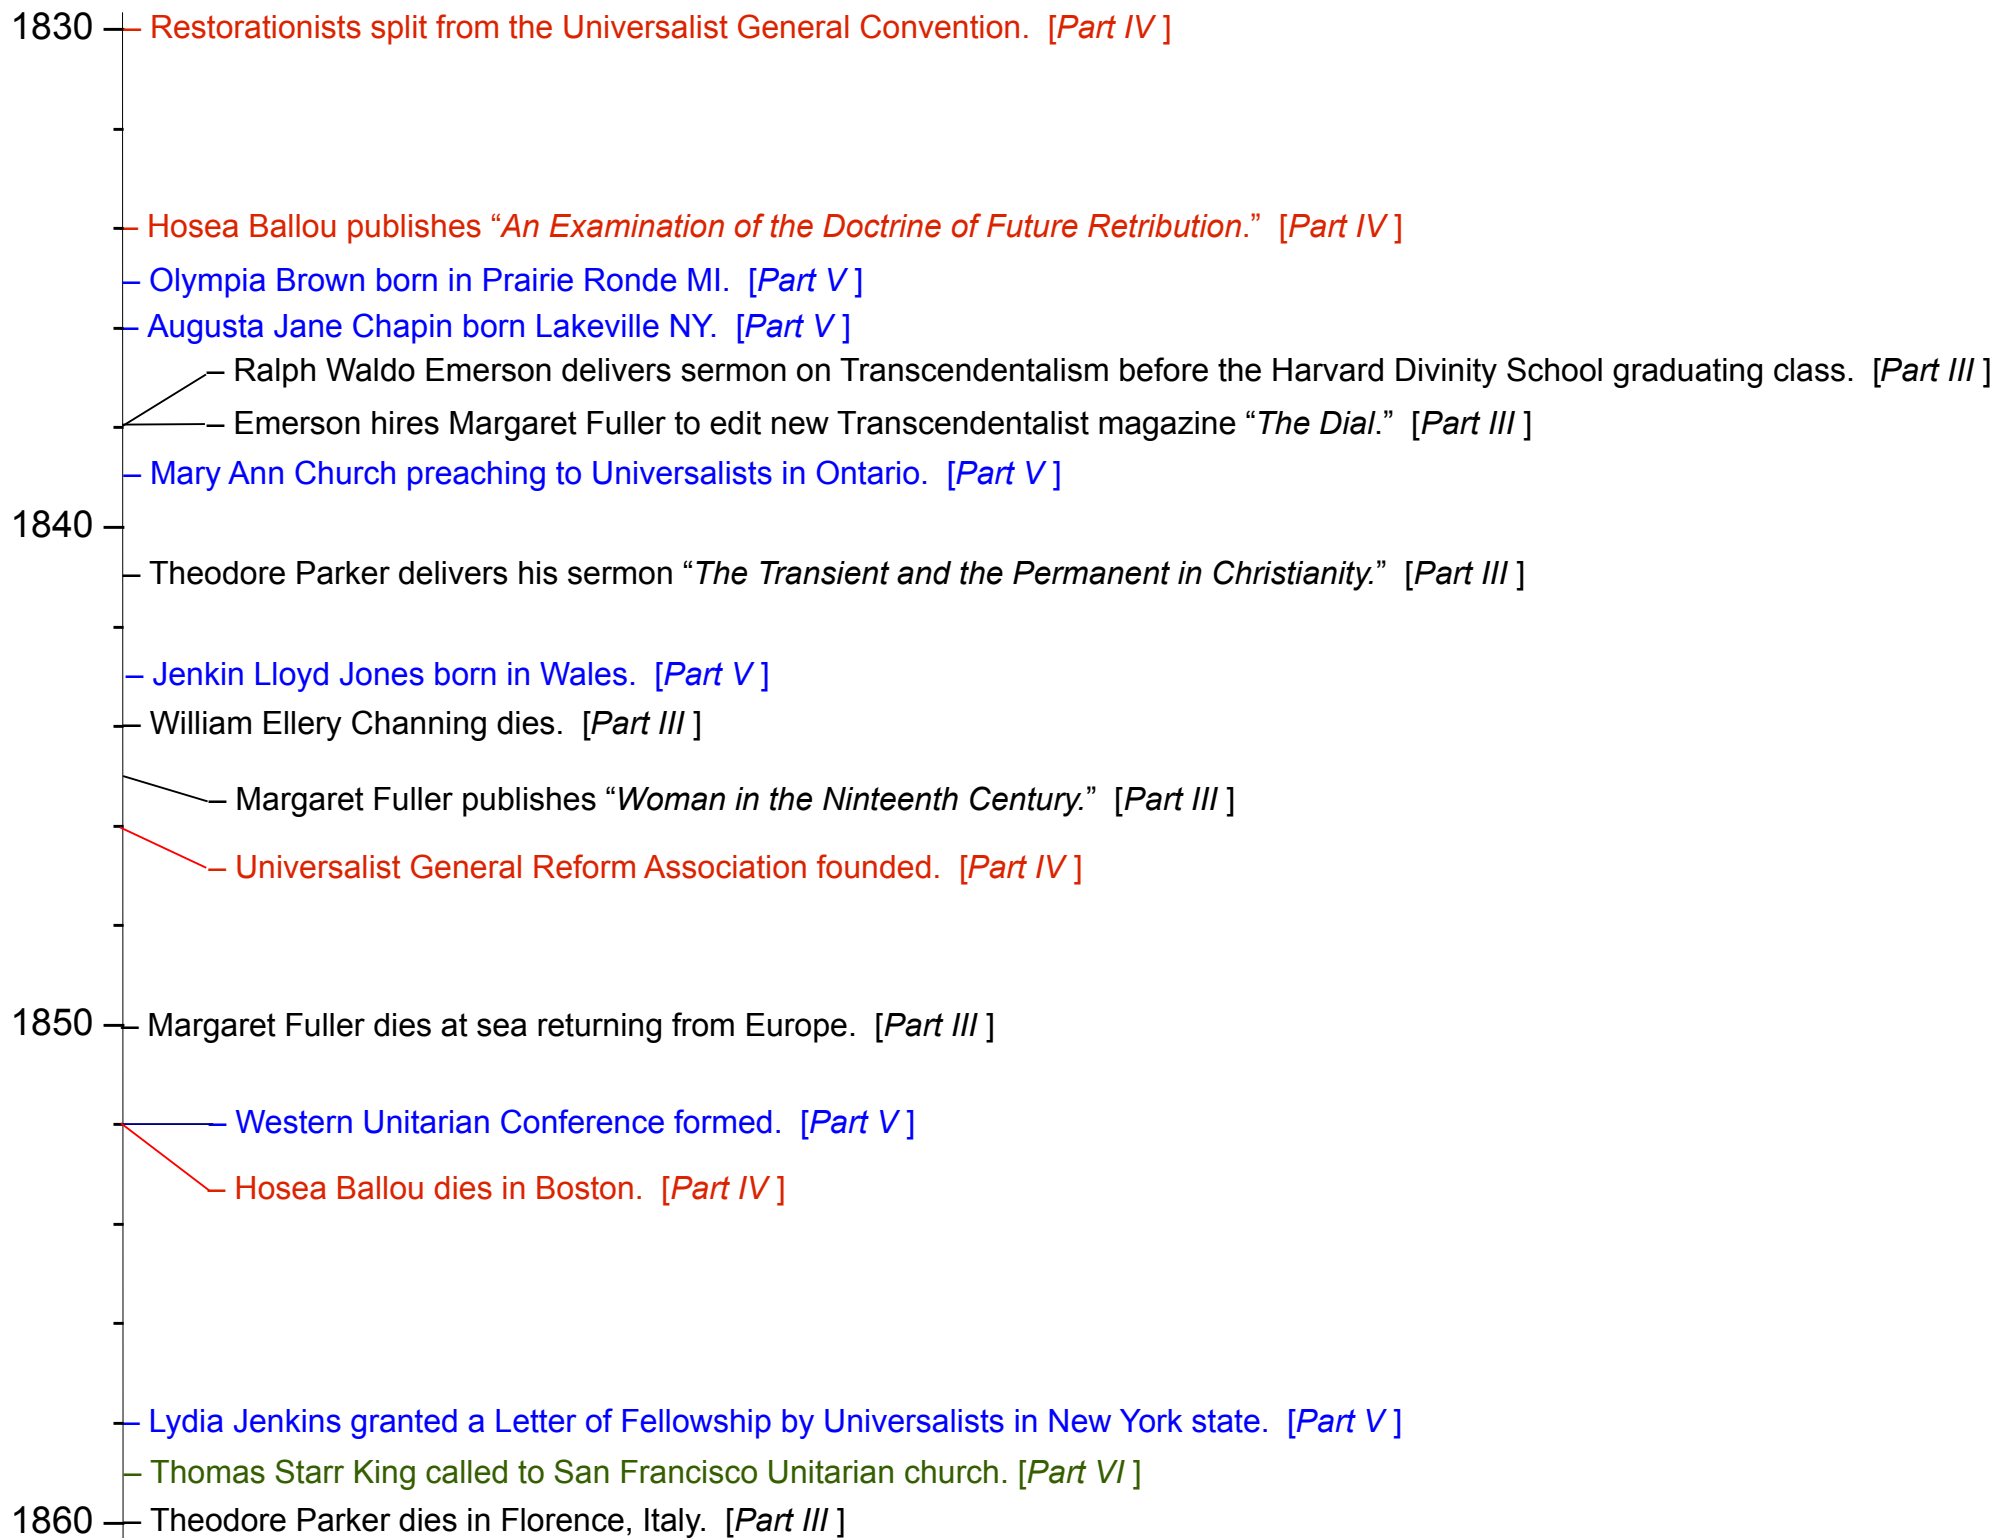 1830 – Restorationists split from the Universalist General Convention. [Part IV ]
– Hosea Ballou publishes “An Examination of the Doctrine of Future Retribution.” [Part IV ]
– Olympia Brown born in Prairie Ronde MI. [Part V ]
– Augusta Jane Chapin born Lakeville NY. [Part V ]
– Ralph Waldo Emerson delivers sermon on Transcendentalism before the Harvard Divinity School graduating class. [Part III ]
– Emerson hires Margaret Fuller to edit new Transcendentalist magazine “The Dial.” [Part III ]
– Mary Ann Church preaching to Universalists in Ontario. [Part V ]
1840
– Theodore Parker delivers his sermon “The Transient and the Permanent in Christianity.” [Part III ]
– Jenkin Lloyd Jones born in Wales. [Part V ]
– William Ellery Channing dies. [Part III ]
– Margaret Fuller publishes “Woman in the Ninteenth Century.” [Part III ]
– Universalist General Reform Association founded. [Part IV ]
1850 – Margaret Fuller dies at sea returning from Europe. [Part III ]
– Western Unitarian Conference formed. [Part V ]
– Hosea Ballou dies in Boston. [Part IV ]
– Lydia Jenkins granted a Letter of Fellowship by Universalists in New York state. [Part V ]
– Thomas Starr King called to San Francisco Unitarian church. [Part VI ]
1860 – Theodore Parker dies in Florence, Italy. [Part III ]